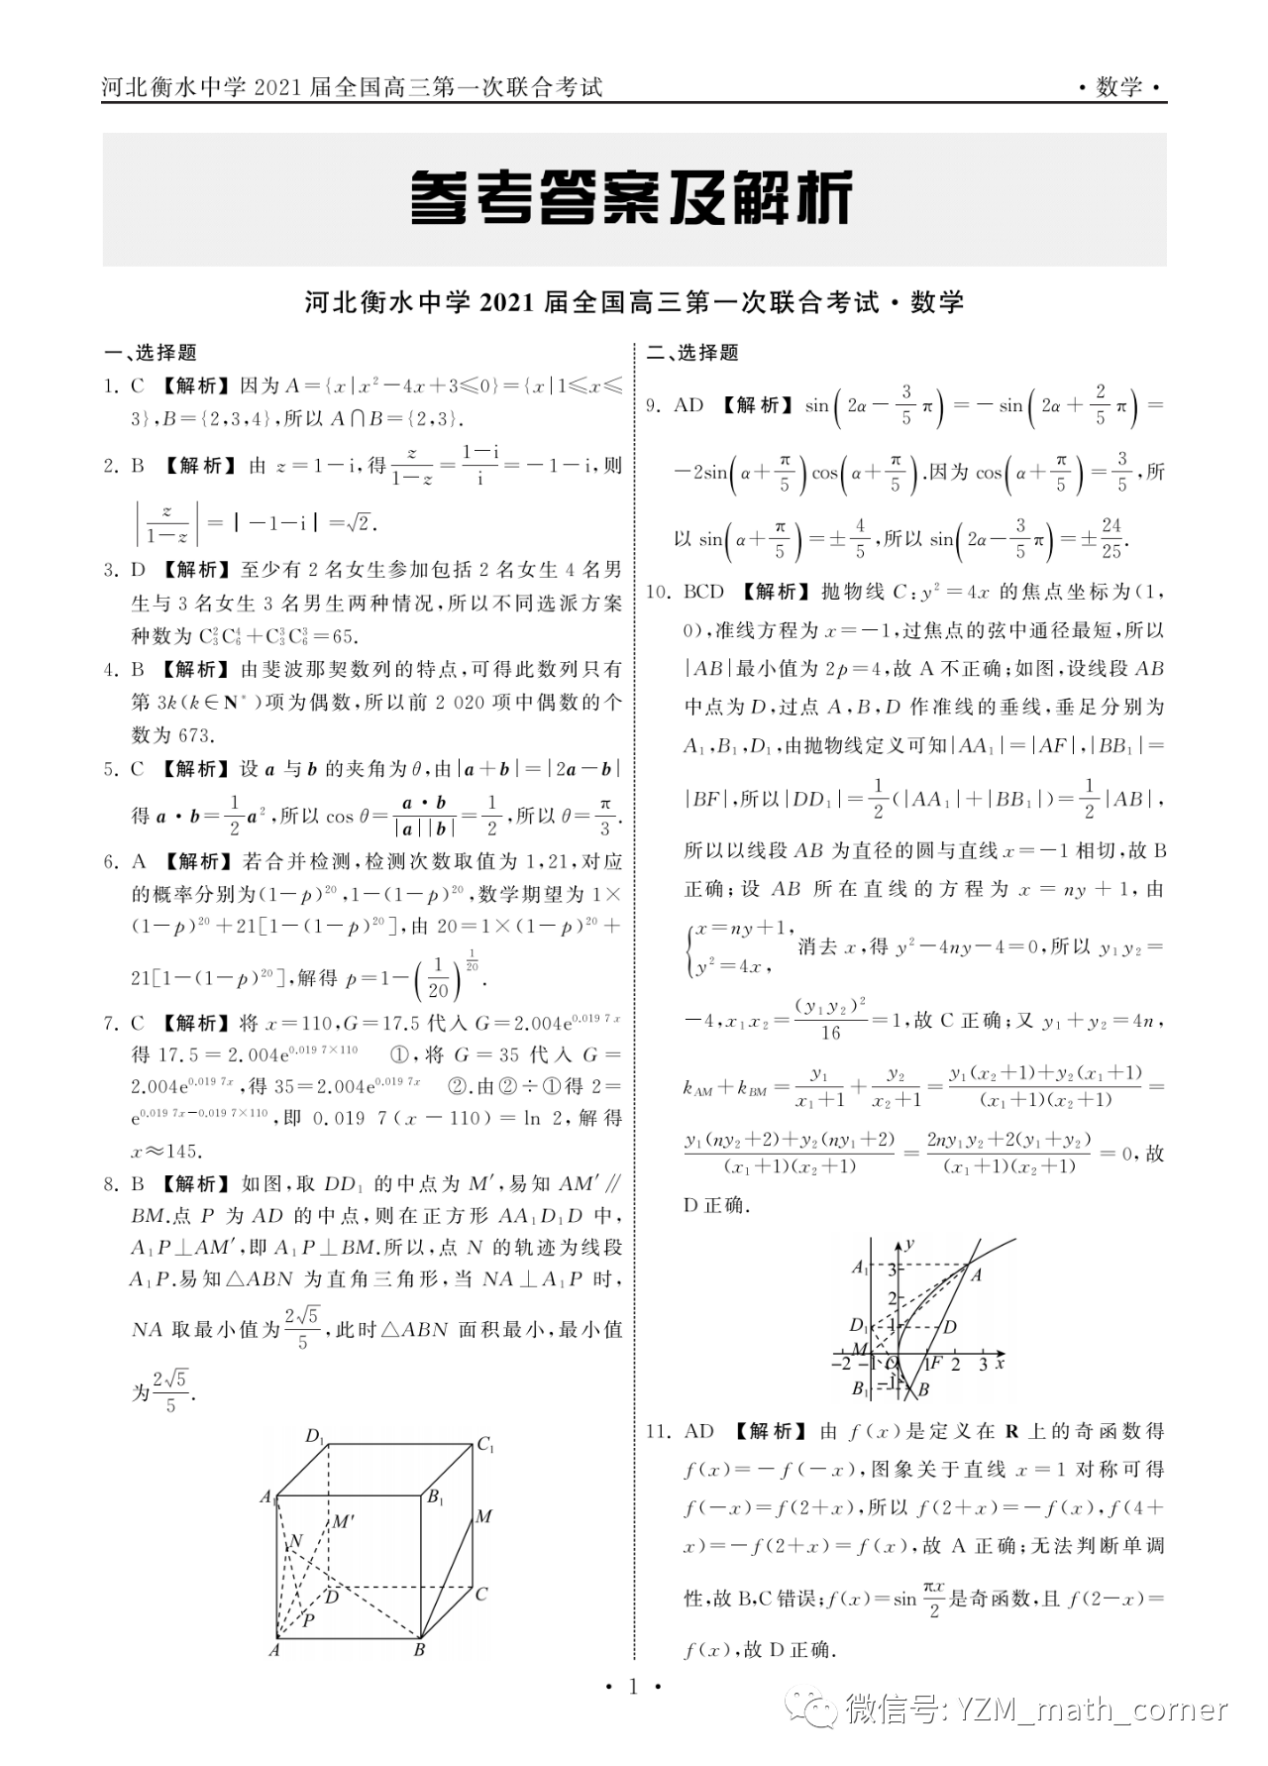 河北衡水中学 2021 届全国高三第一次联合考试
·数学·
参考答案及解析
河北衡水中学 2021 届全国高三第一次联合考试·数学
一、选择题
1. C 【解析】因为 A={x|x²-4x+3≤0}={x|1≤x≤
3},B={2,3,4},所以 A∩B={2,3}.
2. B 【解析】由 z=1-i,得 z/(1-z)=(1-i)/i=-1-i,则
|z/(1-z)|=|-1-i|=√2.
3. D 【解析】至少有 2 名女生参加包括 2 名女生 4 名男
生与 3 名女生 3 名男生两种情况,所以不同选派方案
种数为 C₃²C₆⁴+C₃³C₆³=65.
4. B 【解析】由斐波那契数列的特点,可得此数列只有
第 3k(k∈N*)项为偶数,所以前 2 020 项中偶数的个
数为 673.
5. C 【解析】设 a 与 b 的夹角为 θ,由|a+b|=|2a-b|
得 a·b=1/2 a²,所以 cos θ=(a·b)/(|a||b|)=1/2,所以 θ=π/3.
6. A 【解析】若合并检测,检测次数取值为 1,21,对应
的概率分别为(1-p)²⁰,1-(1-p)²⁰,数学期望为 1×
(1-p)²⁰+21[1-(1-p)²⁰],由 20=1×(1-p)²⁰+
21[1-(1-p)²⁰],解得 p=1-(1/20)^(1/20).
7. C 【解析】将 x=110,G=17.5 代入 G=2.004e^(0.019 7x)
得 17.5=2.004e^(0.019 7×110) ①,将 G=35 代入 G=
2.004e^(0.019 7x),得 35=2.004e^(0.019 7x) ②.由②÷①得 2=
e^(0.019 7x-0.019 7×110),即 0.019 7(x-110)=ln 2,解得
x≈145.
8. B 【解析】如图,取 DD₁ 的中点为 M′,易知 AM′∥
BM.点 P 为 AD 的中点,则在正方形 AA₁D₁D 中,
A₁P⊥AM′,即 A₁P⊥BM.所以,点 N 的轨迹为线段
A₁P.易知△ABN 为直角三角形,当 NA⊥A₁P 时,
NA 取最小值为 2√5/5,此时△ABN 面积最小,最小值
为 2√5/5.
D₁
C₁
A₁
B₁
M′
M
N
D
C
P
A
B
二、选择题
9. AD 【解析】sin(2α-3/5 π)=-sin(2α+2/5 π)=
-2sin(α+π/5)cos(α+π/5).因为 cos(α+π/5)=3/5,所
以 sin(α+π/5)=±4/5,所以 sin(2α-3/5 π)=±24/25.
10. BCD 【解析】抛物线 C:y²=4x 的焦点坐标为(1,
0),准线方程为 x=-1,过焦点的弦中通径最短,所以
|AB|最小值为 2p=4,故 A 不正确;如图,设线段 AB
中点为 D,过点 A,B,D 作准线的垂线,垂足分别为
A₁,B₁,D₁,由抛物线定义可知|AA₁|=|AF|,|BB₁|=
|BF|,所以|DD₁|=1/2(|AA₁|+|BB₁|)=1/2|AB|,
所以以线段 AB 为直径的圆与直线 x=-1 相切,故 B
正确;设 AB 所在直线的方程为 x=ny+1,由
{x=ny+1, y²=4x, 消去 x,得 y²-4ny-4=0,所以 y₁y₂=
-4,x₁x₂=(y₁y₂)²/16=1,故 C 正确;又 y₁+y₂=4n,
k_AM+k_BM=y₁/(x₁+1)+y₂/(x₂+1)=(y₁(x₂+1)+y₂(x₁+1))/((x₁+1)(x₂+1))=
(y₁(ny₂+2)+y₂(ny₁+2))/((x₁+1)(x₂+1))=(2ny₁y₂+2(y₁+y₂))/((x₁+1)(x₂+1))=0,故
D 正确.
y
A₁ 3 A
2
D₁ 1 D
M
-2 -1 O 1 F 2 3 x
B₁ -1 B
11. AD 【解析】由 f(x)是定义在 R 上的奇函数得
f(x)=-f(-x),图象关于直线 x=1 对称可得
f(-x)=f(2+x),所以 f(2+x)=-f(x),f(4+
x)=-f(2+x)=f(x),故 A 正确;无法判断单调
性,故 B,C 错误;f(x)=sin πx/2 是奇函数,且 f(2-x)=
f(x),故 D 正确.
· 1 ·
微信号: YZM_math_corner